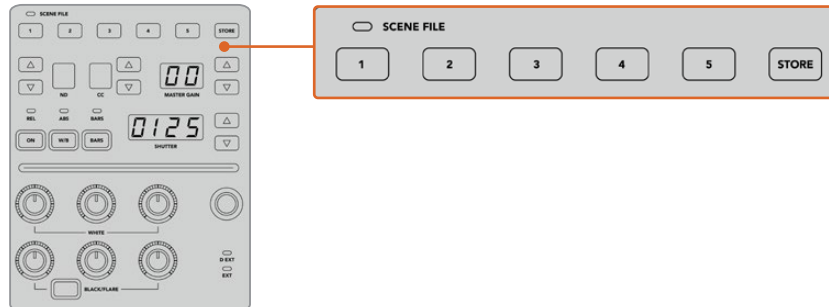 SCENE FILE
1 2 3 4 5 STORE
ND CC 00
MASTER GAIN
REL ABS BARS
ON W/B BARS
0125
SHUTTER
WHITE
D EXT
EXT
BLACK/FLARE
SCENE FILE
1 2 3 4 5 STORE